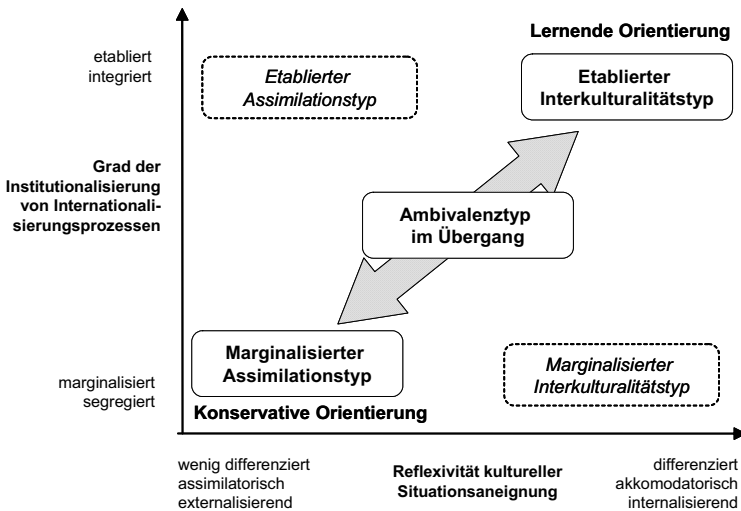 Lernende Orientierung
etabliert
integriert
Etablierter
Assimilationstyp
Etablierter
Interkulturalitätstyp
Grad der
Institutionalisierung
von Internationali-
sierungsprozessen
Ambivalenztyp
im Übergang
Marginalisierter
Assimilationstyp
Marginalisierter
Interkulturalitätstyp
marginalisiert
segregiert
Konservative Orientierung
wenig differenziert
assimilatorisch
externalisierend
Reflexivität kultureller
Situationsaneignung
differenziert
akkomodatorisch
internalisierend